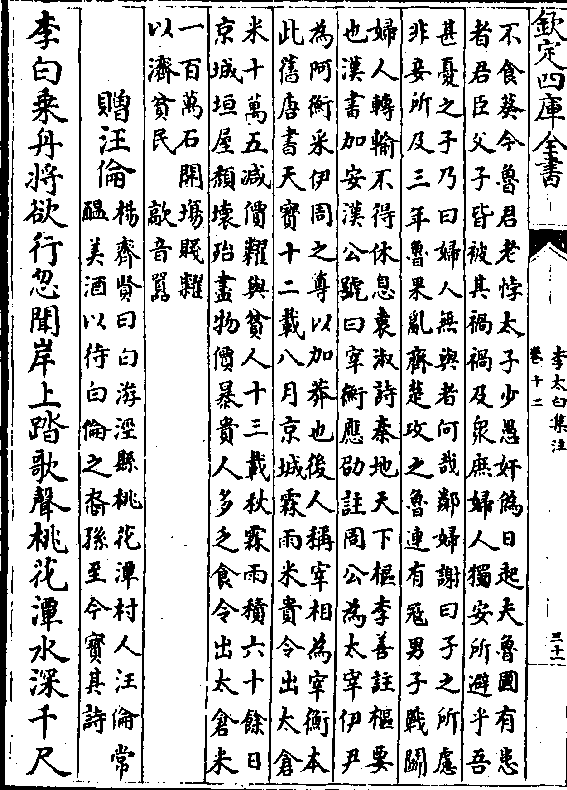 欽定四庫全書
李太白集注
卷十二
三十一
不食葵今魯君老悖太子少愚奸偽日起夫魯國有患
者君臣父子皆被其禍禍及衆庶婦人獨安所避乎吾
甚憂之子乃曰婦人無與者何哉鄰婦謝曰子之所慮
非妾所及三年魯果亂齊楚攻之魯連有冦男子戰鬭
婦人轉輸不得休息袁淑詩秦地天下樞李善註樞要
也漢書加安漢公號曰宰衡應劭註周公為太宰伊尹
為阿衡采伊周之尊以加莽也後人稱宰相為宰衡本
此舊唐書天寶十二載八月京城霖雨米貴令出太倉
米十萬五減價糶與貧人十三載秋霖雨積六十餘日
京城垣屋頽壞殆盡物價暴貴人多乏食令出太倉米
一百萬石開塲賤糶
以濟貧民 歊音囂
贈汪倫
楊齊賢曰白游涇縣桃花潭村人汪倫常
醖美酒以待白倫之裔孫至今寶其詩
李白乘舟將欲行忽聞岸上踏歌聲桃花潭水深千尺